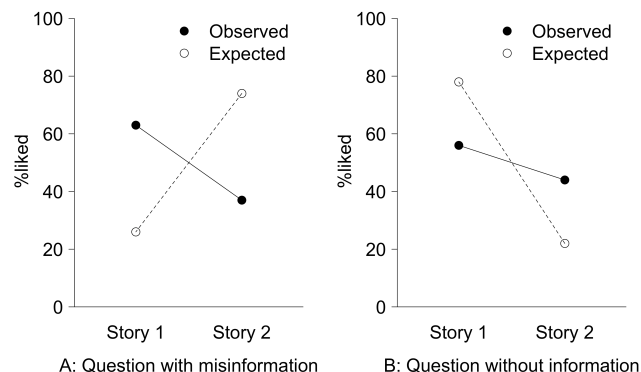 100
80
60
40
20
0
%liked
Observed
Expected
Story 1 Story 2
A: Question with misinformation
100
80
60
40
20
0
%liked
Observed
Expected
Story 1 Story 2
B: Question without information